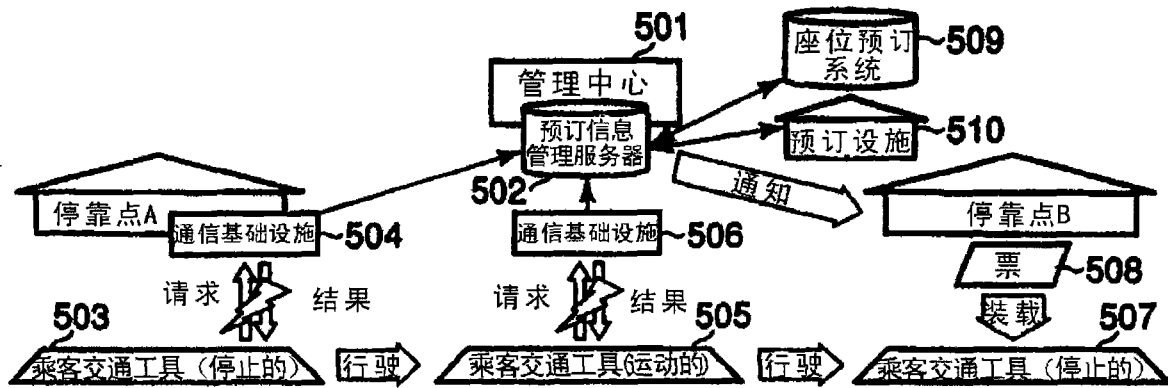 501
座位预订
系统
509
管理中心
预订信息
管理服务器
502
预订设施
510
通知
停靠点A
通信基础设施
504
通信基础设施
506
停靠点B
票
508
请求
结果
请求
结果
装载
503
505
507
乘客交通工具（停止的）
行驶
乘客交通工具(运动的)
行驶
乘客交通工具（停止的）